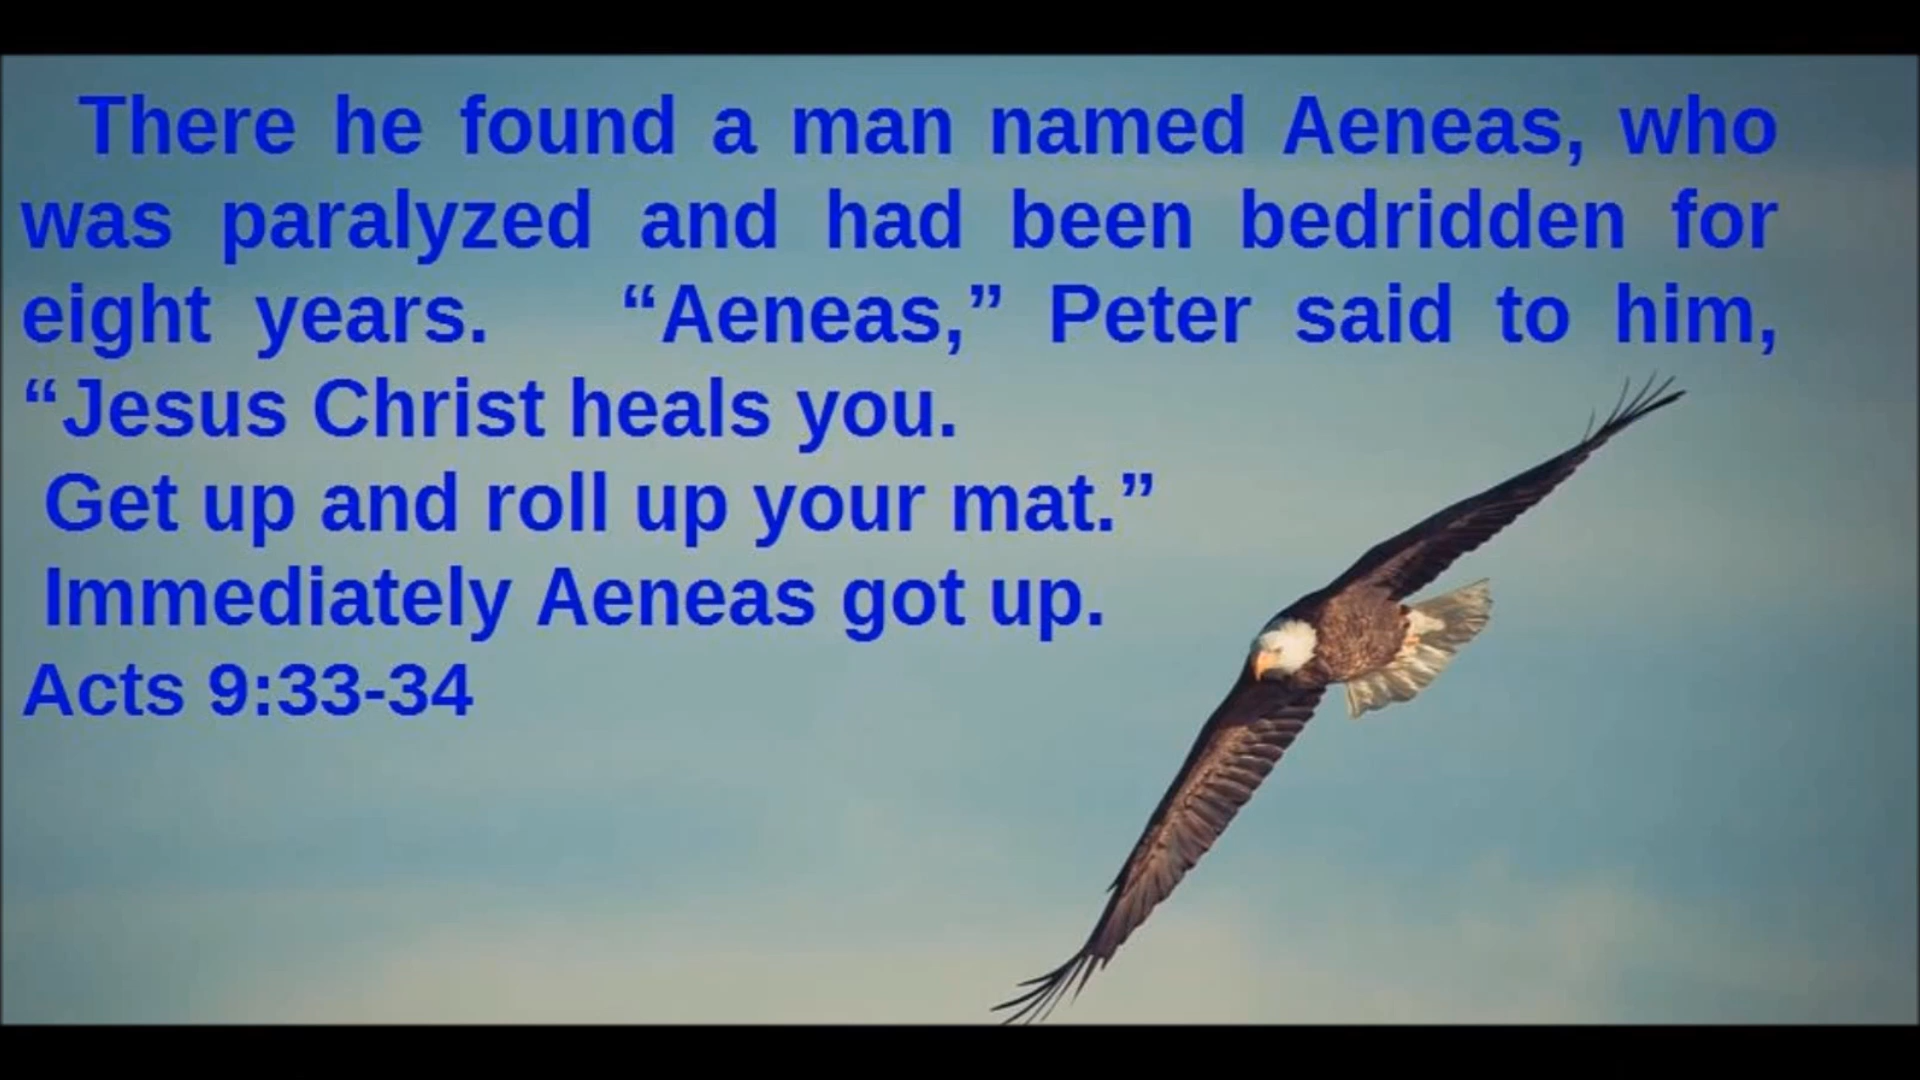 There he found a man named Aeneas, who
was paralyzed and had been bedridden for
eight years. “Aeneas,” Peter said to him,
“Jesus Christ heals you.
Get up and roll up your mat.”
Immediately Aeneas got up.
Acts 9:33-34